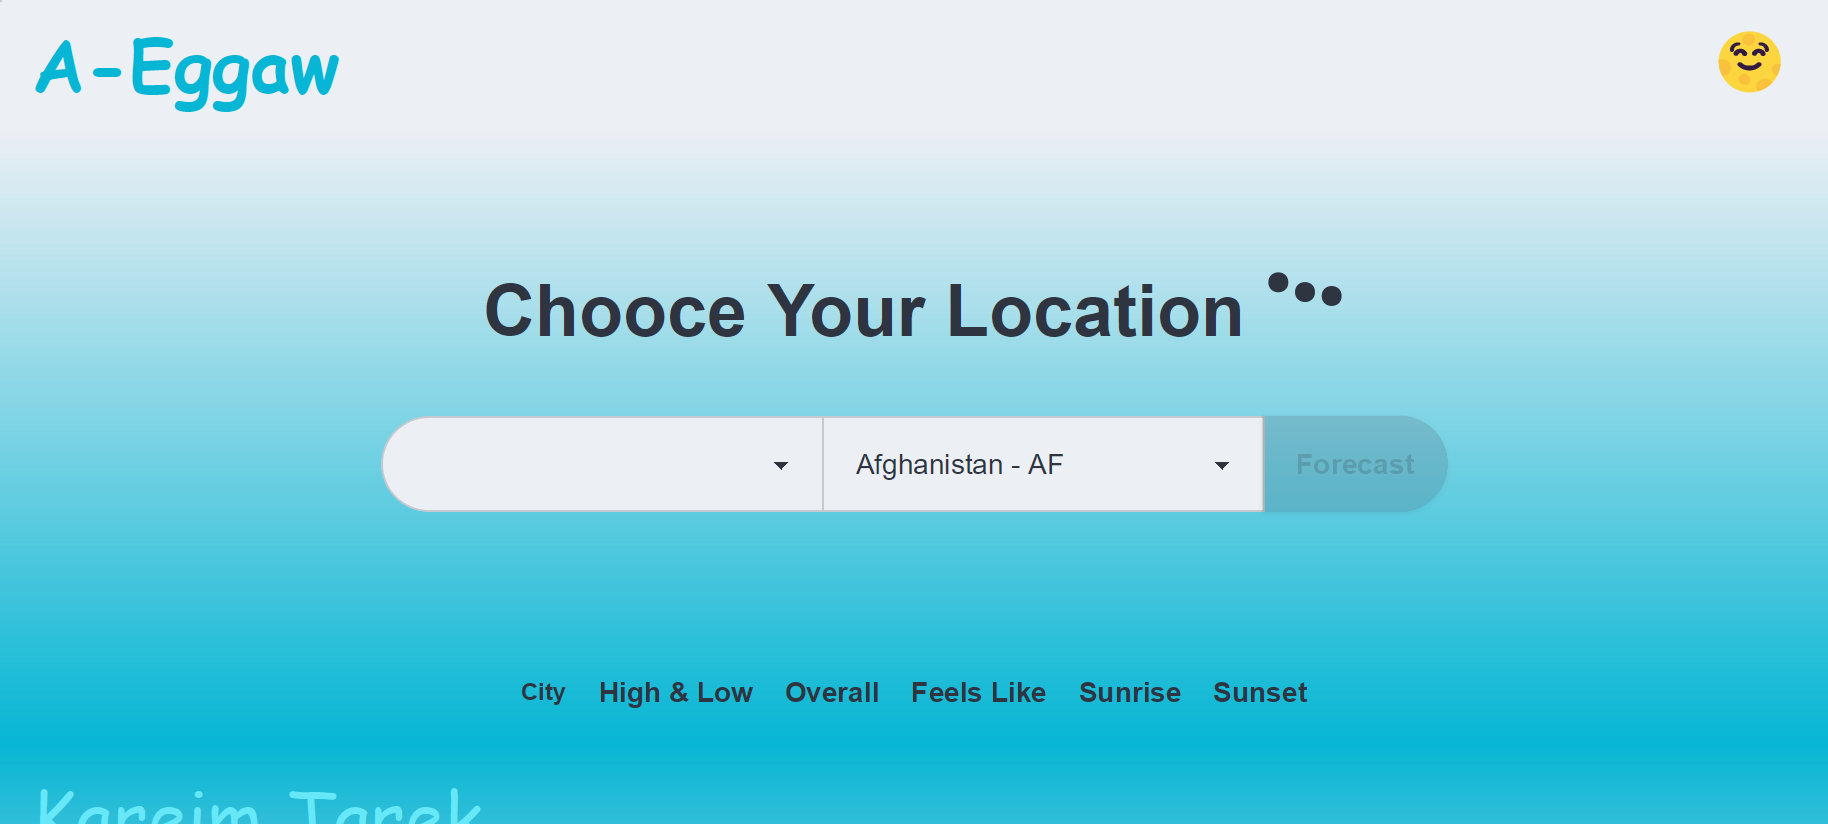 A-Eggaw
Chooce Your Location
Afghanistan - AF
Forecast
City High & Low Overall Feels Like Sunrise Sunset
Kareim Tarek